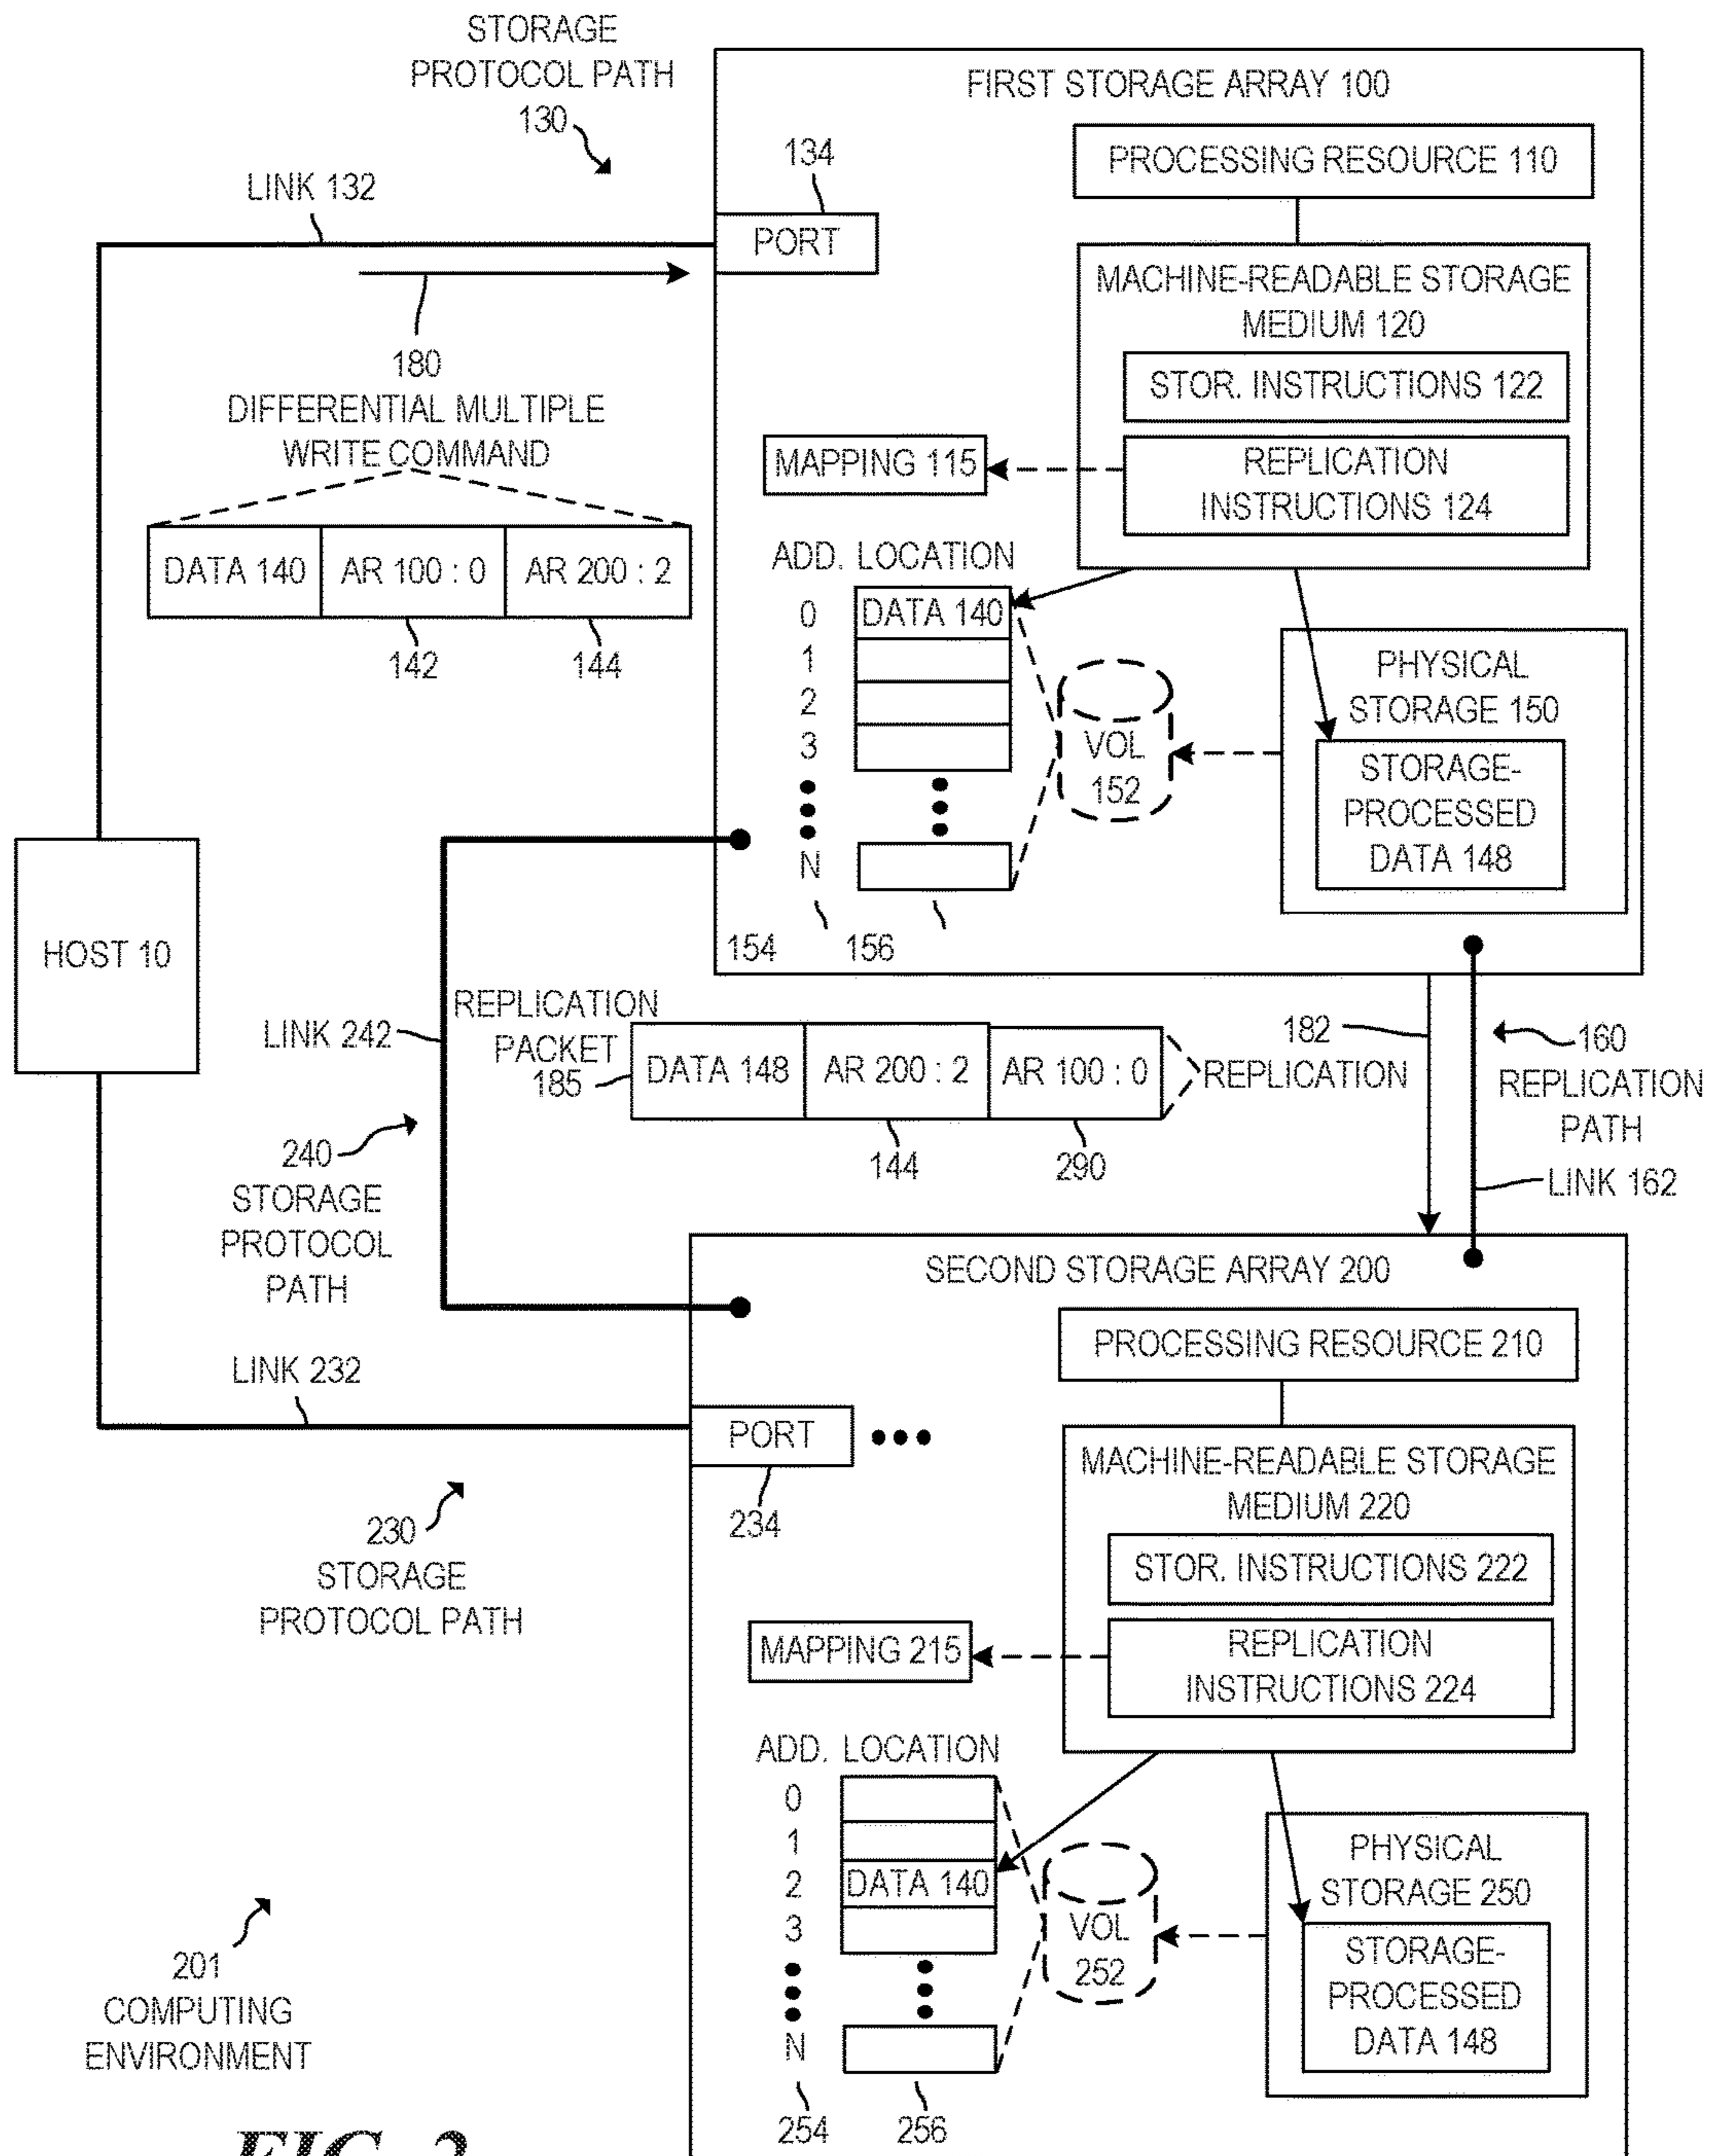 STORAGE
PROTOCOL PATH
130
LINK 132
180
DIFFERENTIAL MULTIPLE
WRITE COMMAND
DATA 140 AR 100 : 0 AR 200 : 2
142 144
FIRST STORAGE ARRAY 100
134
PORT
PROCESSING RESOURCE 110
MACHINE-READABLE STORAGE
MEDIUM 120
STOR. INSTRUCTIONS 122
REPLICATION
INSTRUCTIONS 124
MAPPING 115
ADD. LOCATION
0 DATA 140
1
2
3
N
154 156
VOL
152
PHYSICAL
STORAGE 150
STORAGE-
PROCESSED
DATA 148
HOST 10
LINK 242
REPLICATION
PACKET
185
DATA 148 AR 200 : 2 AR 100 : 0
144 290
182
REPLICATION
160
REPLICATION
PATH
LINK 162
240
STORAGE
PROTOCOL
PATH
LINK 232
SECOND STORAGE ARRAY 200
PROCESSING RESOURCE 210
PORT
234
230
STORAGE
PROTOCOL PATH
MACHINE-READABLE STORAGE
MEDIUM 220
STOR. INSTRUCTIONS 222
REPLICATION
INSTRUCTIONS 224
MAPPING 215
ADD. LOCATION
0
1
2 DATA 140
3
N
254 256
VOL
252
PHYSICAL
STORAGE 250
STORAGE-
PROCESSED
DATA 148
201
COMPUTING
ENVIRONMENT
FIG. 2